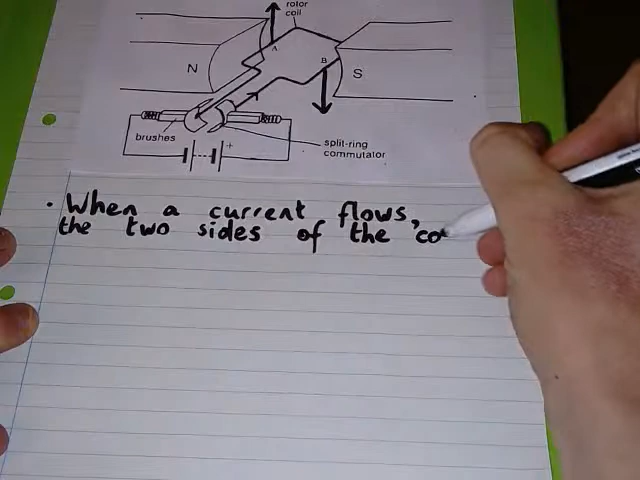 rotor
coil
A
B
N
S
brushes
+
split-ring
commutator
• When a current flows,
the two sides of the co